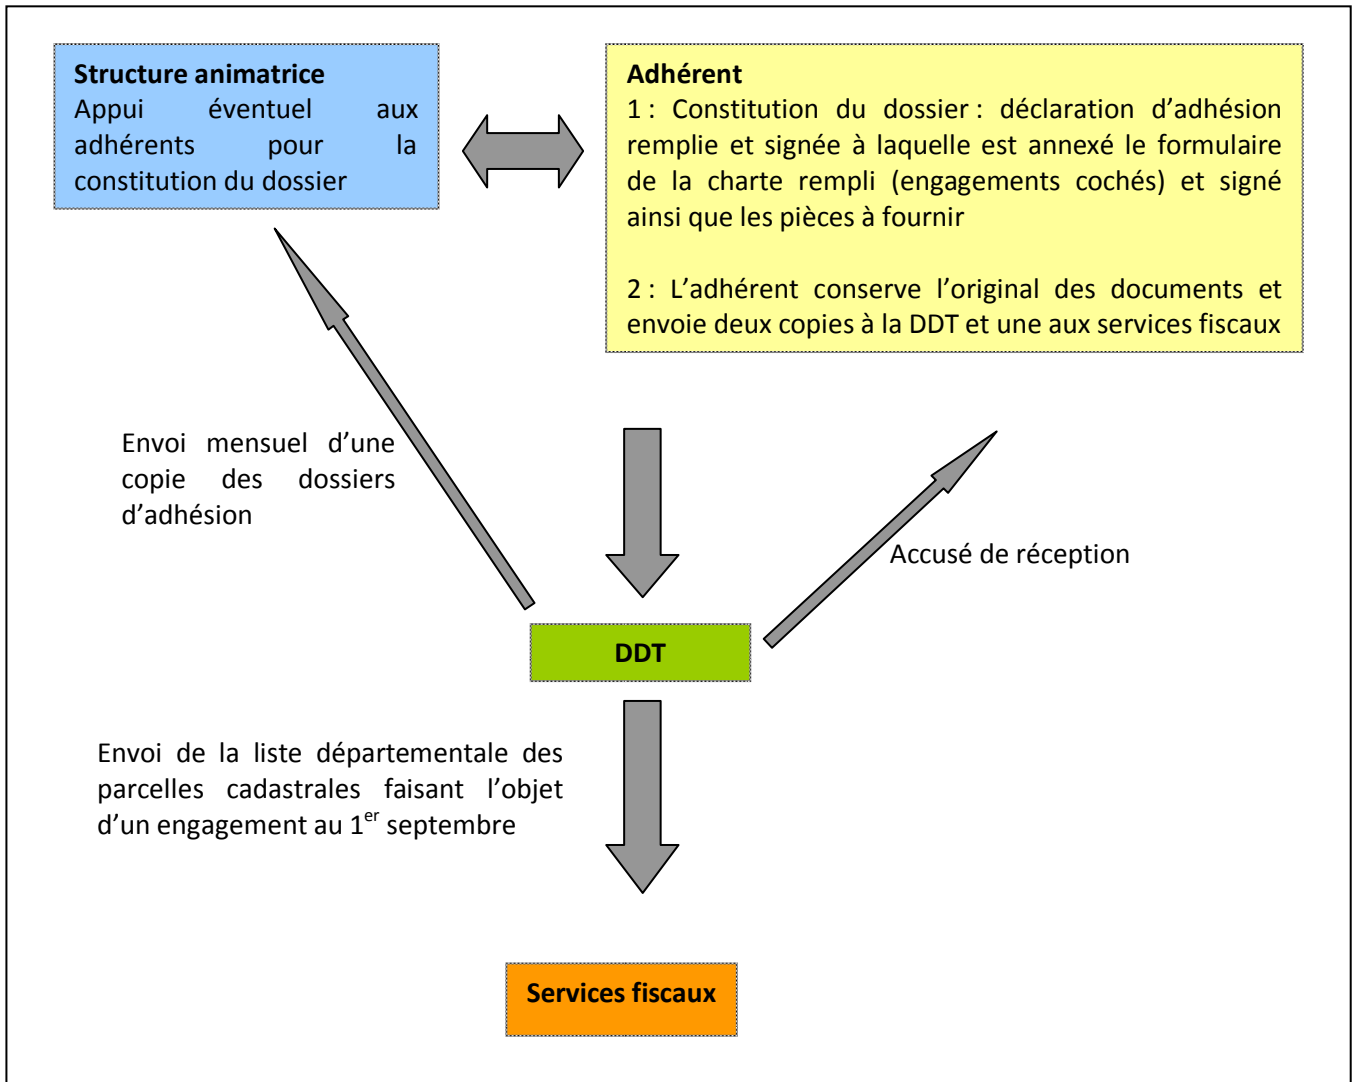 Structure animatrice
Appui éventuel aux
adhérents pour la
constitution du dossier
Adhérent
1 : Constitution du dossier : déclaration d’adhésion
remplie et signée à laquelle est annexé le formulaire
de la charte rempli (engagements cochés) et signé
ainsi que les pièces à fournir
2 : L’adhérent conserve l’original des documents et
envoie deux copies à la DDT et une aux services fiscaux
Envoi mensuel d’une
copie des dossiers
d’adhésion
Accusé de réception
DDT
Envoi de la liste départementale des
parcelles cadastrales faisant l’objet
d’un engagement au 1er septembre
Services fiscaux